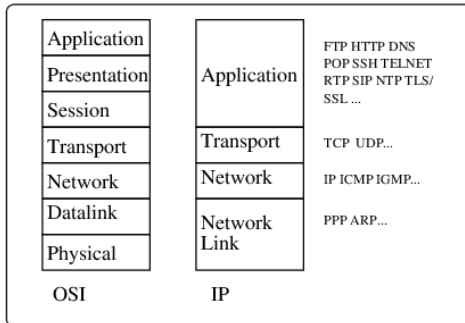 Application
Presentation
Session
Transport
Network
Datalink
Physical
OSI
Application
Transport
Network
Network
Link
IP
FTP HTTP DNS
POP SSH TELNET
RTP SIP NTP TLS/
SSL ...
TCP UDP...
IP ICMP IGMP...
PPP ARP...